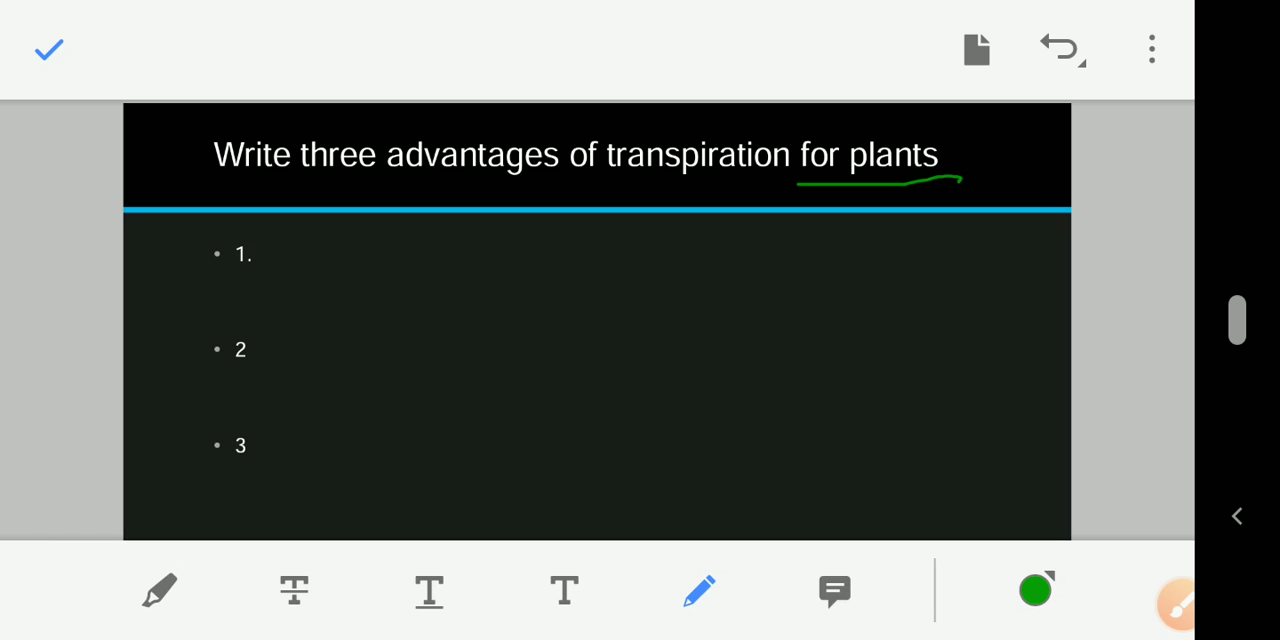 Write three advantages of transpiration for plants
• 1.
• 2
• 3